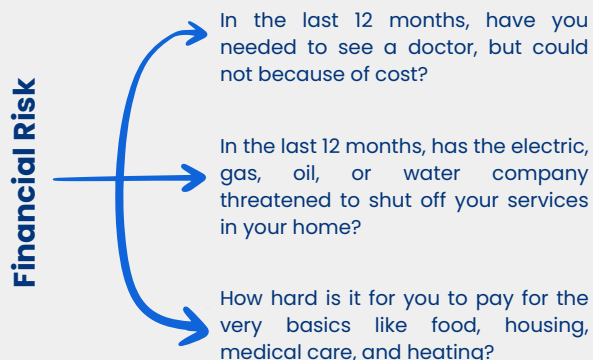 Financial Risk
In the last 12 months, have you
needed to see a doctor, but could
not because of cost?
In the last 12 months, has the electric,
gas, oil, or water company
threatened to shut off your services
in your home?
How hard is it for you to pay for the
very basics like food, housing,
medical care, and heating?